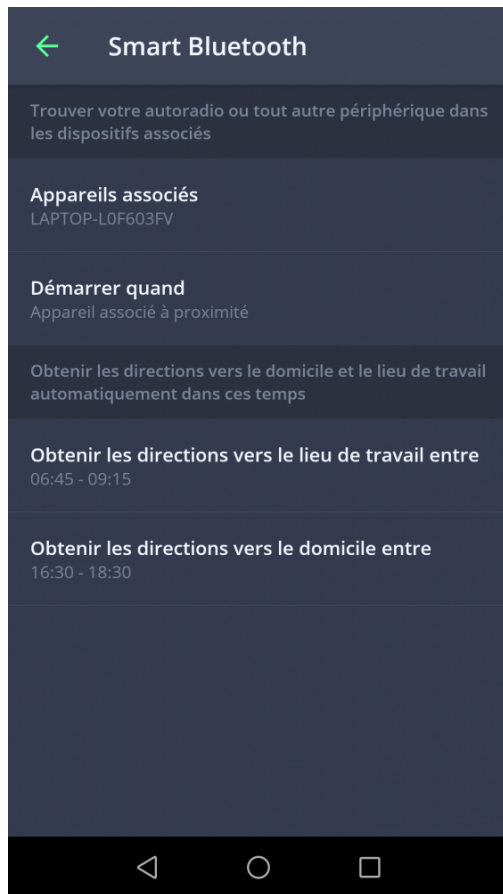 Smart Bluetooth
Trouver votre autoradio ou tout autre périphérique dans
les dispositifs associés
Appareils associés
LAPTOP-L0F603FV
Démarrer quand
Appareil associé à proximité
Obtenir les directions vers le domicile et le lieu de travail
automatiquement dans ces temps
Obtenir les directions vers le lieu de travail entre
06:45 - 09:15
Obtenir les directions vers le domicile entre
16:30 - 18:30